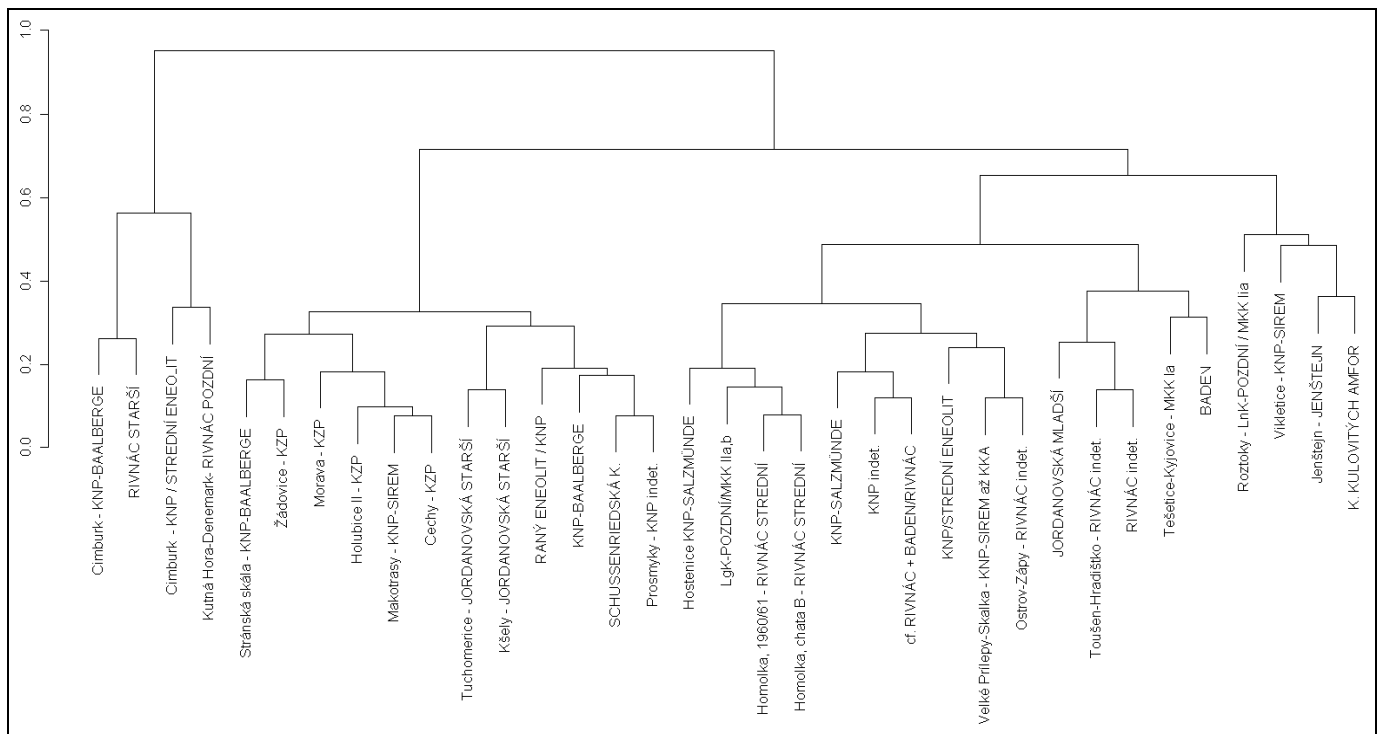 1.0
0.8
0.6
0.4
0.2
0.0
Cimburk - KNP-BAALBERGE
RIVNÁC STARŠÍ
Cimburk - KNP / STREDNÍ ENEOLIT
Kutná Hora-Denemark- RIVNÁC POZDNÍ
Stránská skála - KNP-BAALBERGE
Žádovice - KZP
Morava - KZP
Holubice II - KZP
Makotrasy - KNP-SIREM
Cechy - KZP
Tuchomerice - JORDANOVSKÁ STARŠÍ
Kšely - JORDANOVSKÁ STARŠÍ
RANÝ ENEOLIT / KNP
KNP-BAALBERGE
SCHUSSENRIEDSKÁ K.
Prosmyky - KNP indet.
Hostenice KNP-SALZMÜNDE
LgK-POZDNÍ/MKK IIa,b
Homolka, 1960/61 - RIVNÁC STREDNÍ
Homolka, chata B - RIVNÁC STREDNÍ
KNP-SALZMÜNDE
KNP indet.
cf. RIVNÁC + BADEN/RIVNÁC
KNP/STREDNÍ ENEOLIT
Velké Prílepy-Skalka - KNP-SIREM až KKA
Ostrov-Zápy - RIVNÁC indet.
JORDANOVSKÁ MLADŠÍ
Toušen-Hradištko - RIVNÁC indet.
RIVNÁC indet.
Tešetice-Kyjovice - MKK Ia
BADEN
Roztoky - LnK-POZDNÍ / MKK IIa
Vikletice - KNP-SIREM
Jenštejn - JENŠTEJN
K. KULOVITÝCH AMFOR